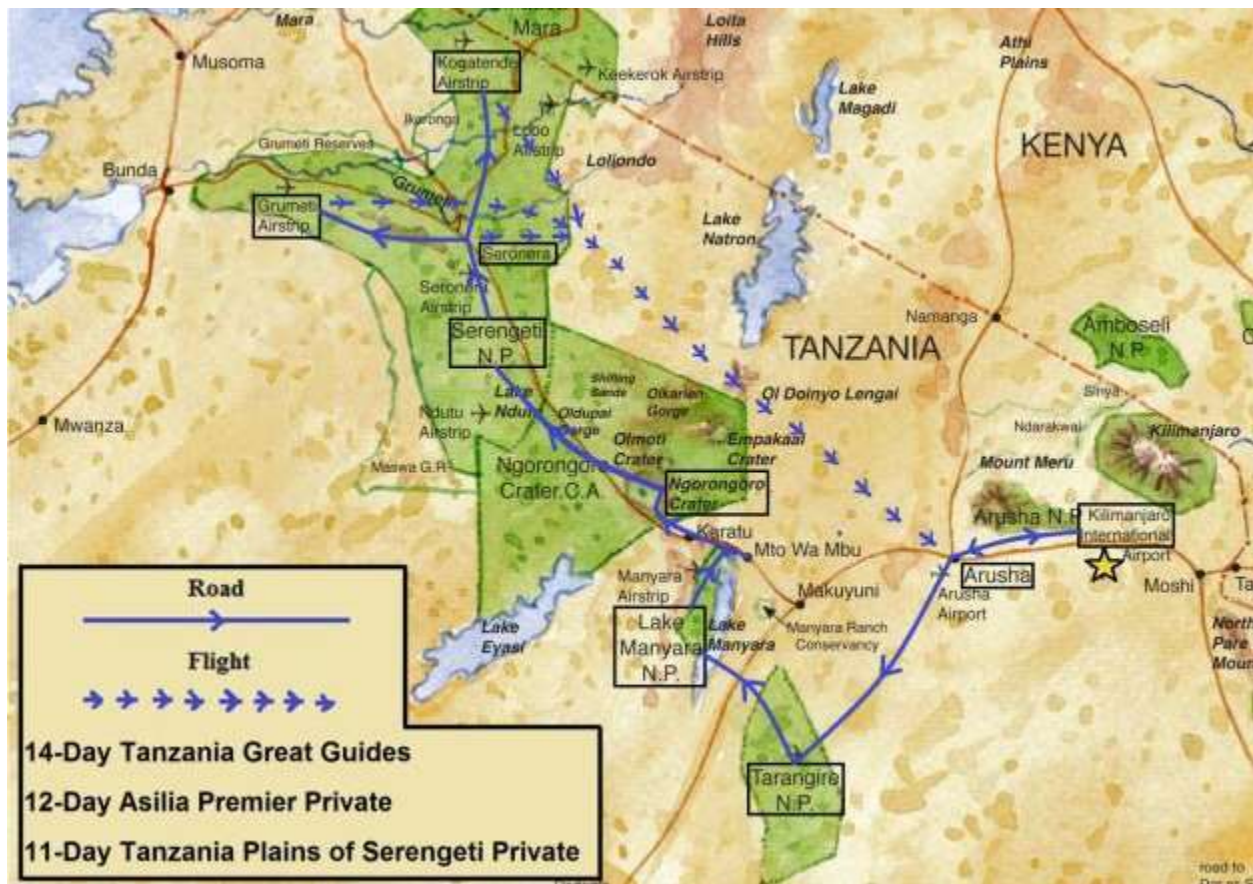 Mara
Musoma
Mara
Kogatende
Airstrip
Keekerok Airstrip
Loita
Hills
Athi
Plains
Lake
Magadi
KENYA
Ikorongo
Lobo
Airstrip
Grumeti Reserves
Bunda
Loliondo
Grumeti
Grumeti
Airstrip
Lake
Natron
Seronera
Seronera
Airstrip
Serengeti
N.P.
Namanga
Amboseli
N.P.
TANZANIA
Shifting
Sands
Olkarien
Gorge
Ol Doinyo Lengai
Sinya
Lake
Ndutu
Ndutu
Airstrip
Oldupai
Gorge
Mwanza
Olmoti
Crater
Empakaai
Crater
Ndarakwai
Kilimanjaro
Mount Meru
Maswa G.R.
Ngorongoro
Crater.C.A.
Ngorongoro
Crater
Arusha N.P.
Kilimanjaro
International
Airport
Karatu
Mto Wa Mbu
Manyara
Airstrip
Makuyuni
Arusha
Arusha
Airport
Moshi
Ta
Road
Lake
Eyasi
Lake
Manyara
N.P.
Lake
Manyara
Manyara Ranch
Conservancy
North
Pare
Moun
Flight
14-Day Tanzania Great Guides
12-Day Asilia Premier Private
11-Day Tanzania Plains of Serengeti Private
Tarangire
N.P.
road to